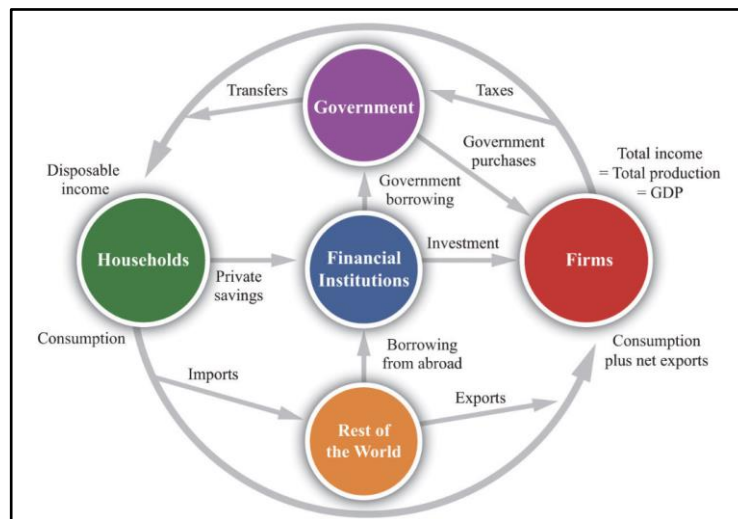 Transfers
Government
Taxes
Government
purchases
Total income
= Total production
= GDP
Disposable
income
Government
borrowing
Households
Private
savings
Financial
Institutions
Investment
Firms
Consumption
Borrowing
from abroad
Consumption
plus net exports
Imports
Exports
Rest of
the World